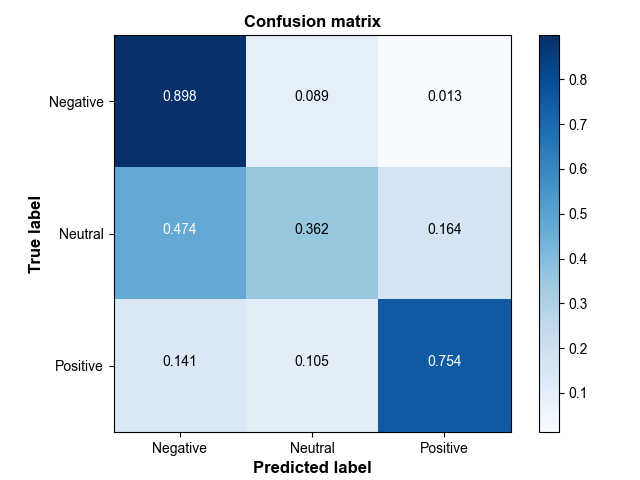 Confusion matrix
True label
Negative 0.898 0.089 0.013
Neutral 0.474 0.362 0.164
Positive 0.141 0.105 0.754
Negative Neutral Positive
Predicted label
0.8
0.7
0.6
0.5
0.4
0.3
0.2
0.1